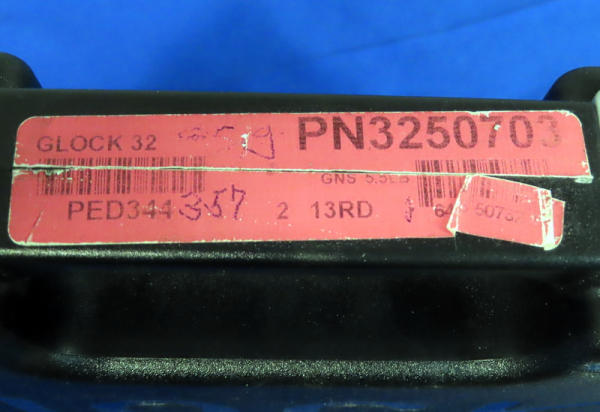 GLOCK 32 PN3250703
GNS 5.5LB
PED344 357 2 13RD